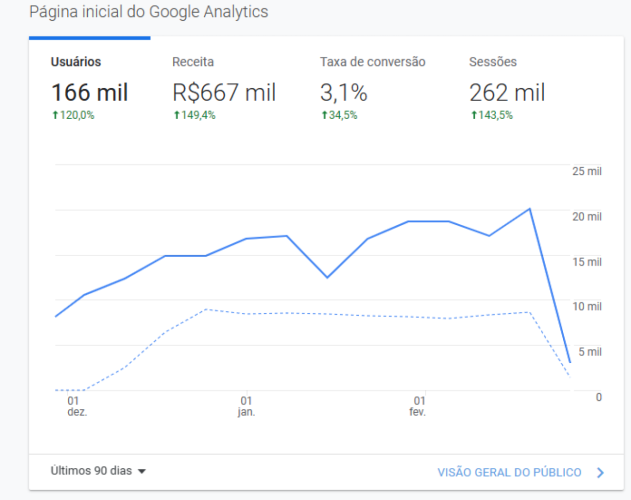 Página inicial do Google Analytics
Usuários
166 mil
↑120,0%
Receita
R$667 mil
↑149,4%
Taxa de conversão
3,1%
↑34,5%
Sessões
262 mil
↑143,5%
25 mil
20 mil
15 mil
10 mil
5 mil
0
01
dez.
01
jan.
01
fev.
Últimos 90 dias
VISÃO GERAL DO PÚBLICO